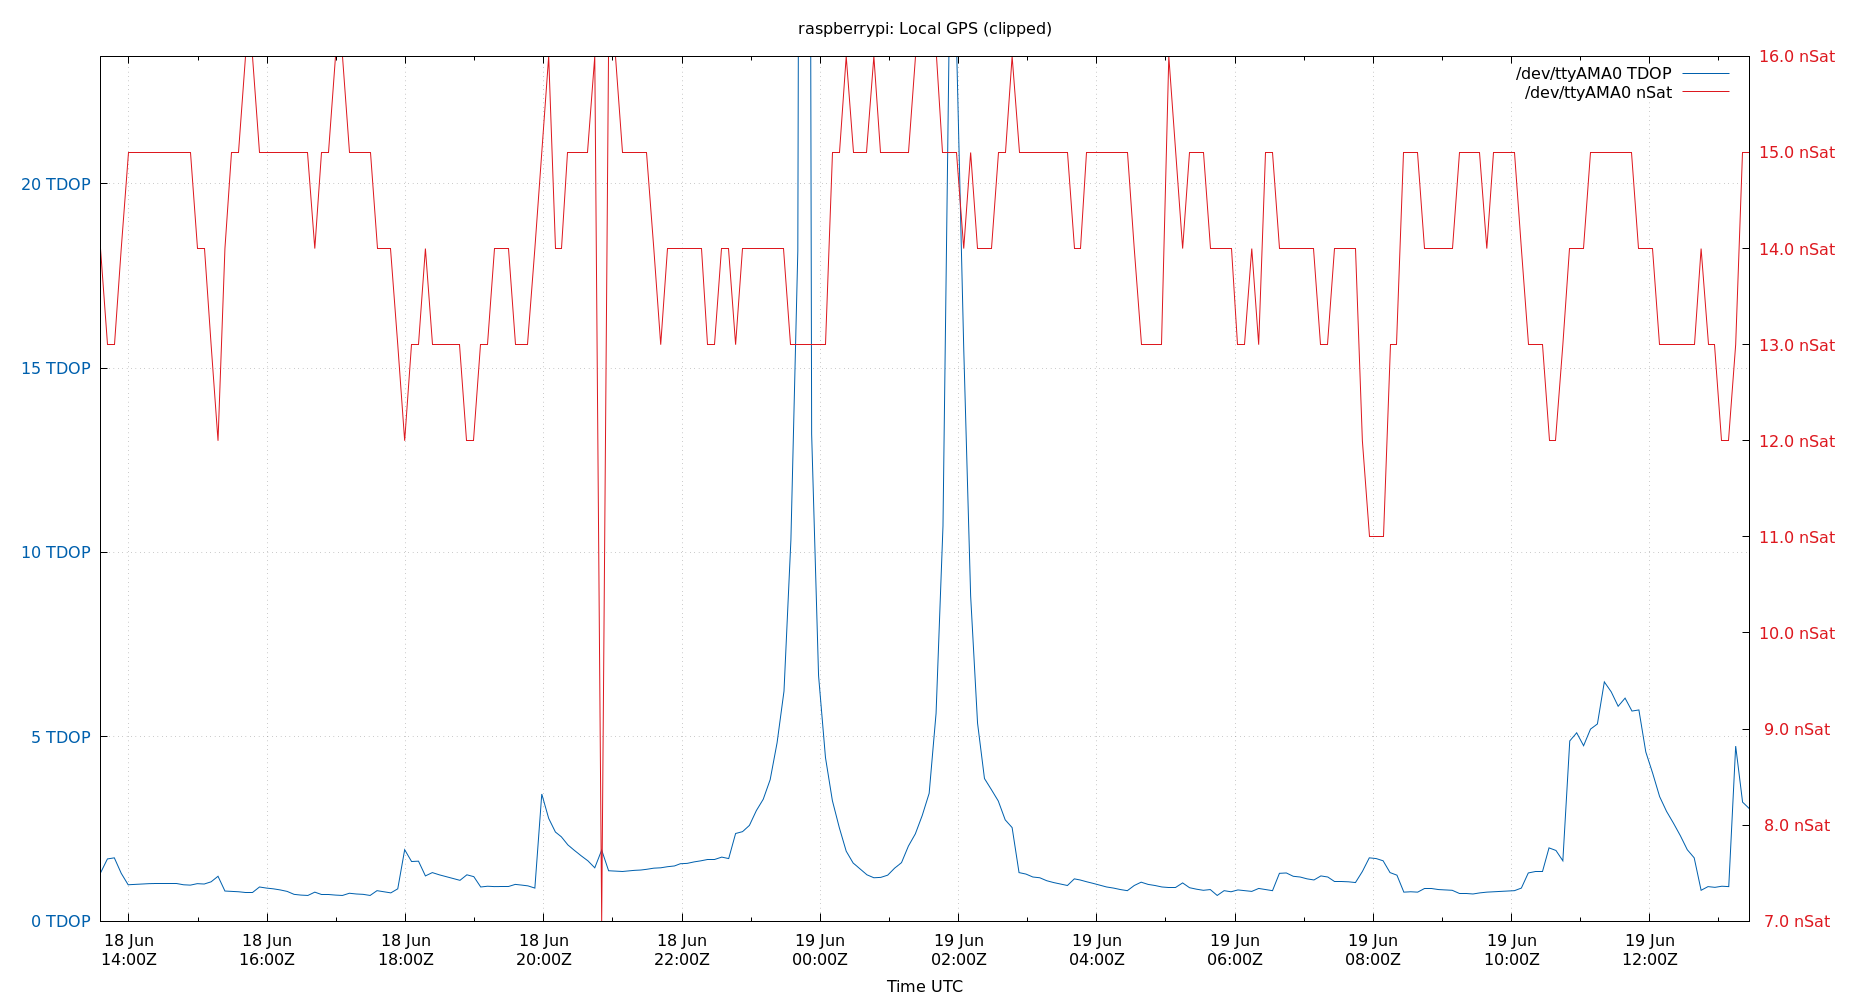 raspberrypi: Local GPS (clipped)
/dev/ttyAMA0 TDOP
/dev/ttyAMA0 nSat
20 TDOP
15 TDOP
10 TDOP
5 TDOP
0 TDOP
16.0 nSat
15.0 nSat
14.0 nSat
13.0 nSat
12.0 nSat
11.0 nSat
10.0 nSat
9.0 nSat
8.0 nSat
7.0 nSat
18 Jun 18 Jun 18 Jun 18 Jun 18 Jun 19 Jun 19 Jun 19 Jun 19 Jun 19 Jun 19 Jun 19 Jun
14:00Z 16:00Z 18:00Z 20:00Z 22:00Z 00:00Z 02:00Z 04:00Z 06:00Z 08:00Z 10:00Z 12:00Z
Time UTC